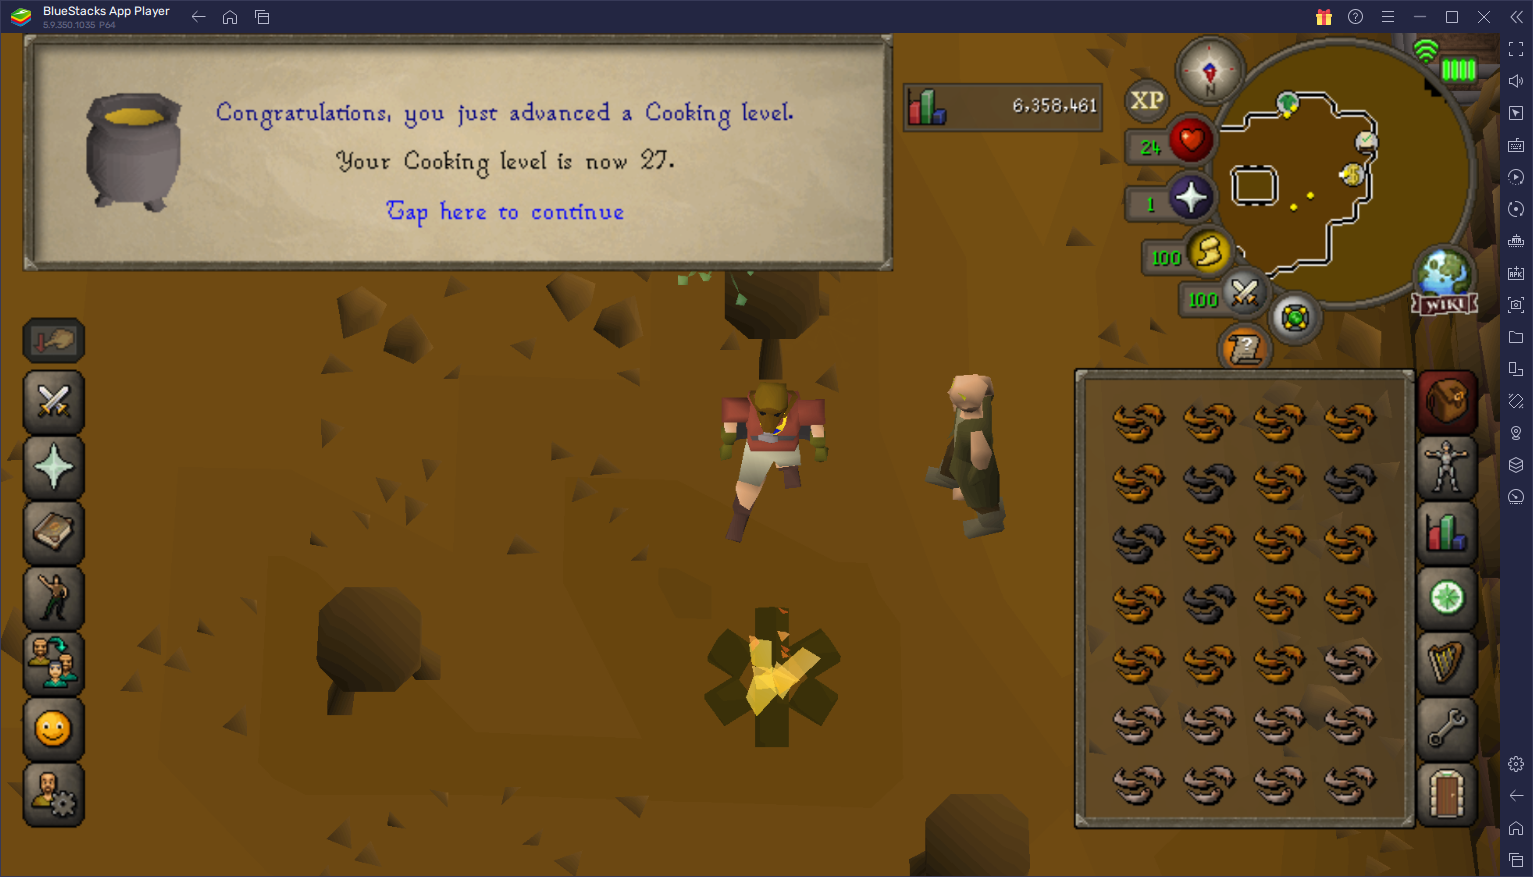 BlueStacks App Player
5.9.350.1035 P64
Congratulations, you just advanced a Cooking level.
Your Cooking level is now 27.
Tap here to continue
6,358,461
XP
N
24
1
100
100
WIKI